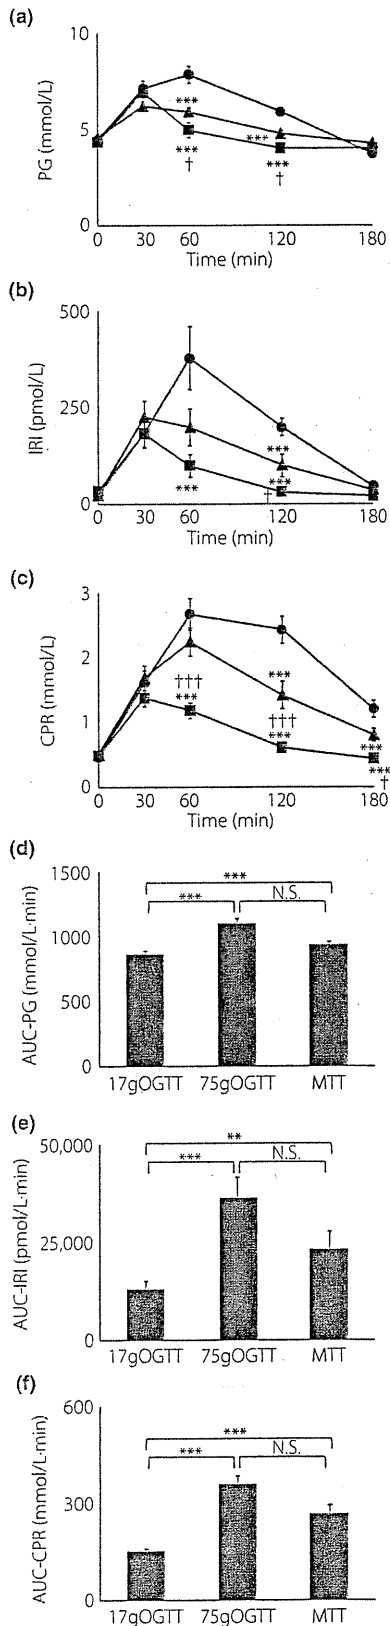 (a)
10
5
0
PG (mmol/L)
***
***
***
†
***
†
0 30 60 120 180
Time (min)
(b)
500
250
0
IRI (pmol/L)
***
***
***
†
0 30 60 120 180
Time (min)
(c)
3
2
1
0
CPR (mmol/L)
†††
***
***
†††
***
***
***
†
0 30 60 120 180
Time (min)
(d)
1500
1000
500
0
AUC-PG (mmol/L·min)
***
*** N.S.
17gOGTT 75gOGTT MTT
(e)
50,000
25,000
0
AUC-IRI (pmol/L·min)
**
*** N.S.
17gOGTT 75gOGTT MTT
(f)
600
300
0
AUC-CPR (mmol/L·min)
***
*** N.S.
17gOGTT 75gOGTT MTT